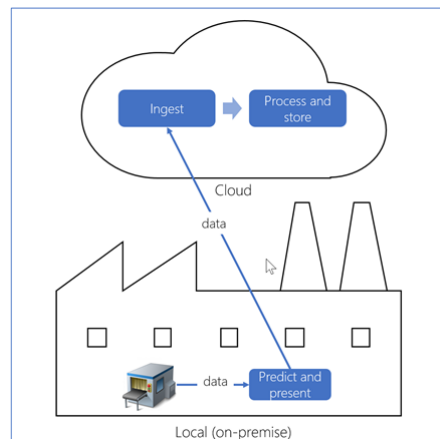 Ingest
Process and
store
Cloud
data
data
Predict and
present
Local (on-premise)